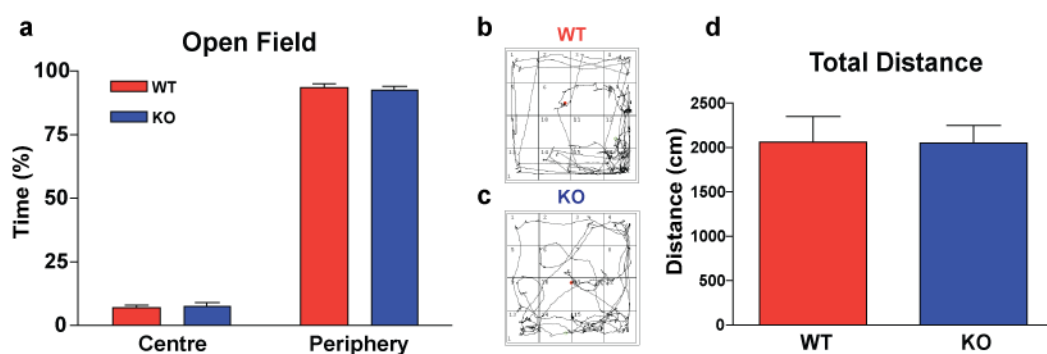 a
Open Field
Time (%)
100
75
50
25
0
WT
KO
Centre
Periphery
b
WT
c
KO
d
Total Distance
Distance (cm)
2500
2000
1500
1000
500
0
WT
KO